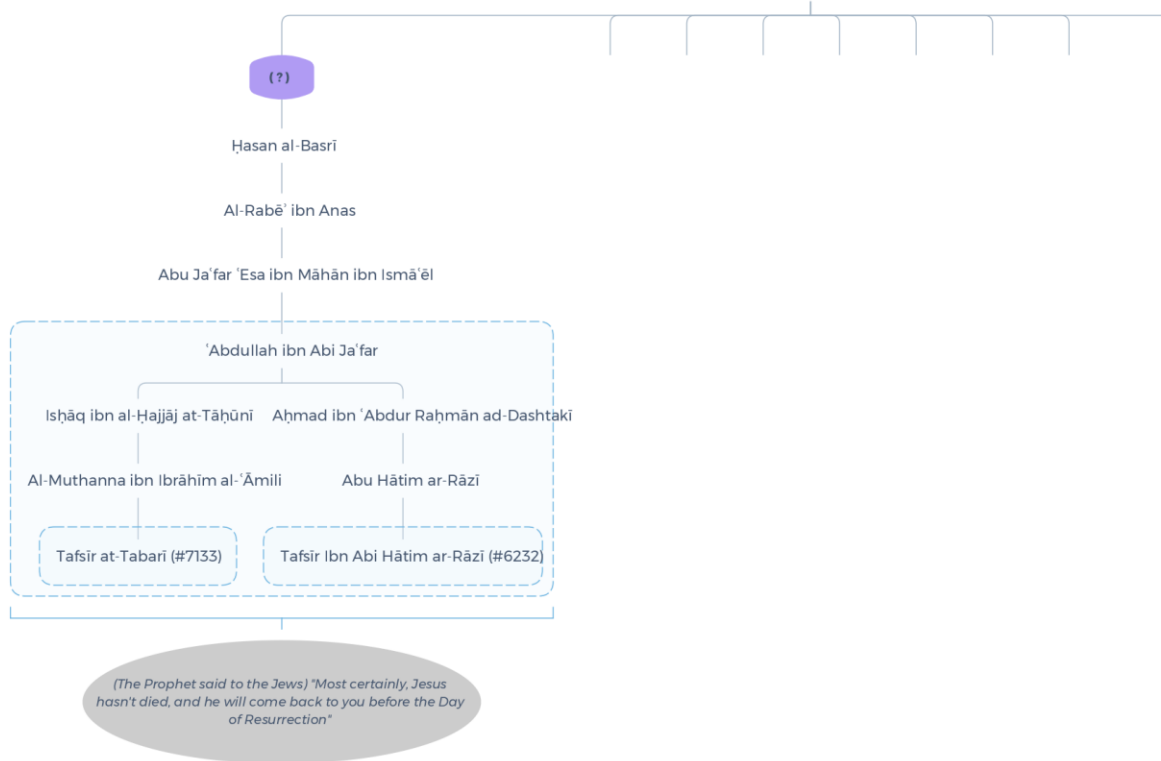 (?)
Ḥasan al-Basrī
Al-Rabēʾ ibn Anas
Abu Jaʿfar ʿEsa ibn Māhān ibn Ismāʿēl
ʿAbdullah ibn Abi Jaʿfar
Isḥāq ibn al-Ḥajjāj at-Tāḥūnī
Aḥmad ibn ʿAbdur Raḥmān ad-Dashtakī
Al-Muthanna ibn Ibrāhīm al-ʿĀmili
Abu Hātim ar-Rāzī
Tafsīr at-Tabarī (#7133)
Tafsīr Ibn Abi Hātim ar-Rāzī (#6232)
(The Prophet said to the Jews) "Most certainly, Jesus
hasn't died, and he will come back to you before the Day
of Resurrection"